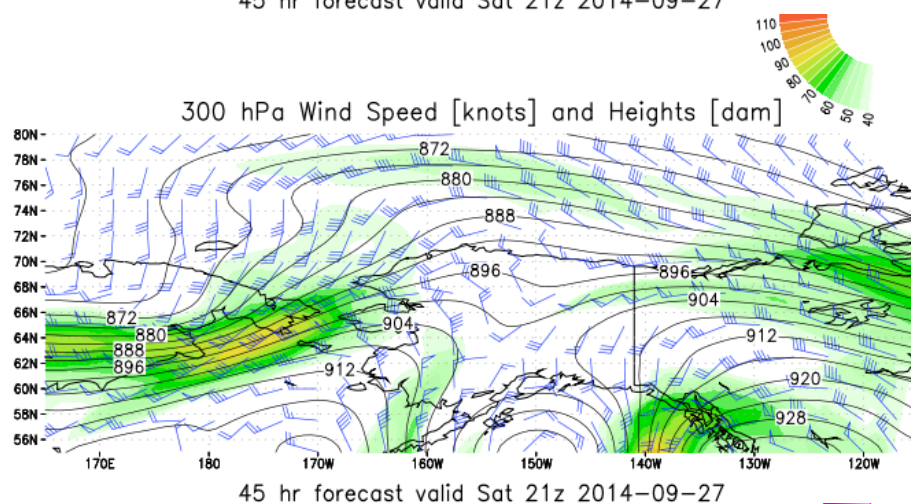 45 hr forecast valid Sat 21z 2014-09-27
110
100
90
80
70
60
50
40
300 hPa Wind Speed [knots] and Heights [dam]
80N
78N
76N
74N
72N
70N
68N
66N
64N
62N
60N
58N
56N
872
880
888
896
896
904
872
880
888
896
904
912
912
920
928
170E
180
170W
160W
150W
140W
130W
120W
45 hr forecast valid Sat 21z 2014-09-27